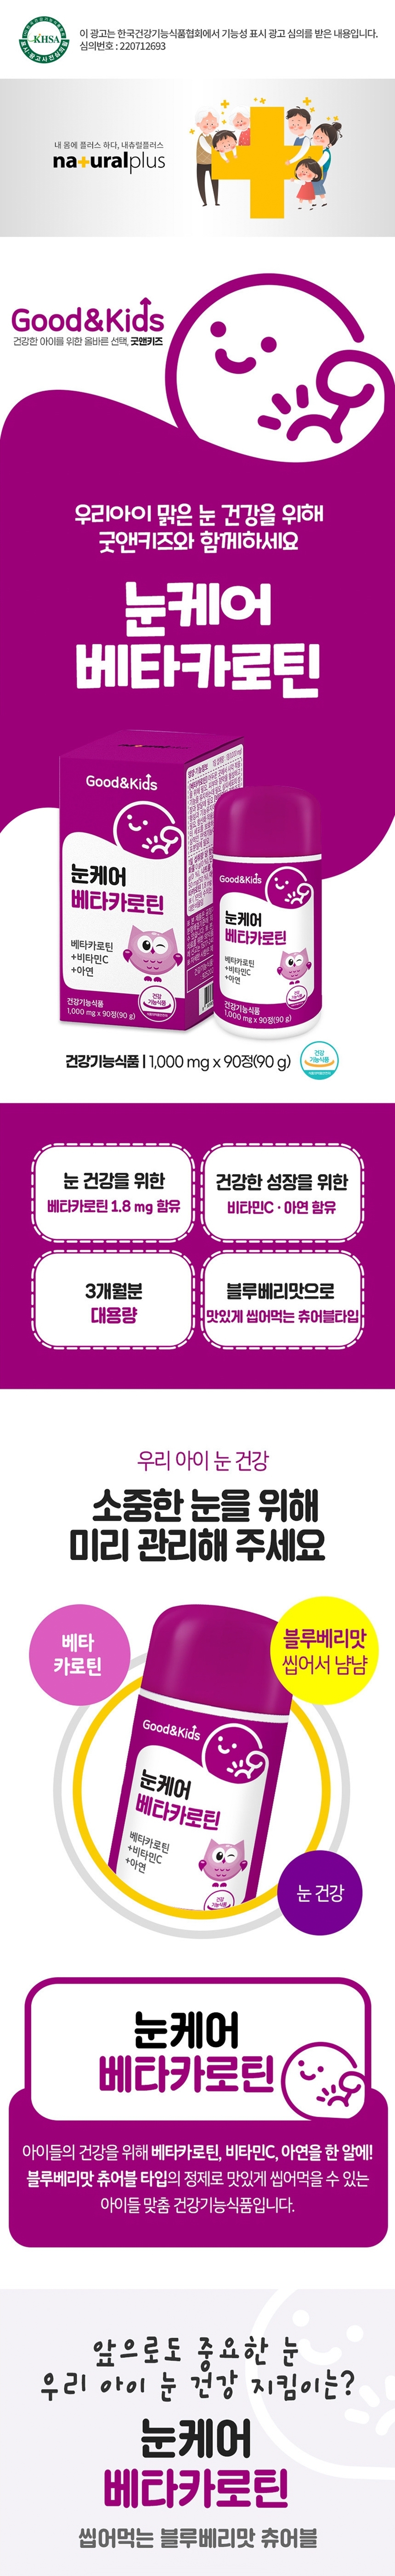 이 광고는 한국건강기능식품협회에서 기능성 표시 광고 심의를 받은 내용입니다.
심의번호 : 220712693
KHSA
내 몸에 플러스 하다, 내츄럴플러스
na+uralplus
Good&Kids
건강한 아이를 위한 올바른 선택, 굿앤키즈
우리아이 맑은 눈 건강을 위해
굿앤키즈와 함께하세요
눈케어
베타카로틴
Good&Kids
눈케어
베타카로틴
베타카로틴
+비타민C
+아연
건강기능식품
1,000 mg x 90정(90 g)
건강
기능식품
Good&Kids
눈케어
베타카로틴
베타카로틴
+비타민C
+아연
건강기능식품
1,000 mg x 90정(90 g)
건강기능식품 | 1,000 mg x 90정(90 g)
건강
기능식품
눈 건강을 위한
베타카로틴 1.8 mg 함유
건강한 성장을 위한
비타민C · 아연 함유
3개월분
대용량
블루베리맛으로
맛있게 씹어먹는 츄어블타입
우리 아이 눈 건강
소중한 눈을 위해
미리 관리해 주세요
베타
카로틴
블루베리맛
씹어서 냠냠
Good&Kids
눈케어
베타카로틴
베타카로틴
+비타민C
+아연
건강
기능식품
눈 건강
눈케어
베타카로틴
아이들의 건강을 위해 베타카로틴, 비타민C, 아연을 한 알에!
블루베리맛 츄어블 타입의 정제로 맛있게 씹어먹을 수 있는
아이들 맞춤 건강기능식품입니다.
앞으로도 중요한 눈
우리 아이 눈 건강 지킴이는?
눈케어
베타카로틴
씹어먹는 블루베리맛 츄어블